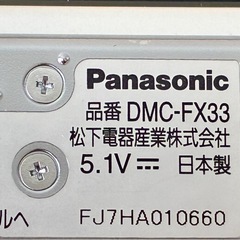 Panasonic
品番 DMC-FX33
松下電器産業株式会社
5.1V⎓ 日本製
ルへ FJ7HA010660